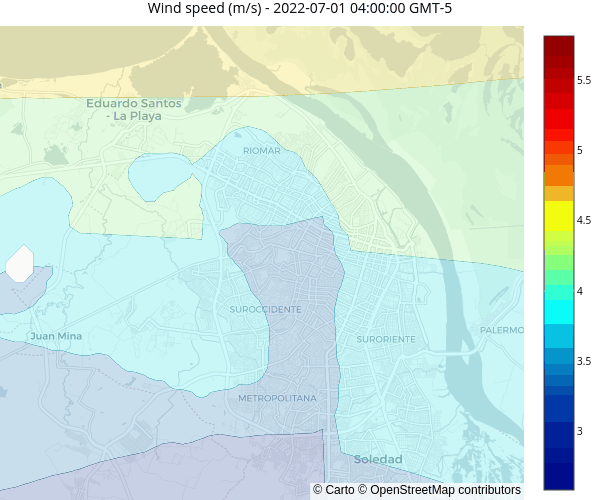 Wind speed (m/s) - 2022-07-01 04:00:00 GMT-5
Eduardo Santos
- La Playa
RIOMAR
SUROCCIDENTE
Juan Mina
SURORIENTE
PALERMO
METROPOLITANA
Soledad
© Carto © OpenStreetMap contributors
5.5
5
4.5
4
3.5
3